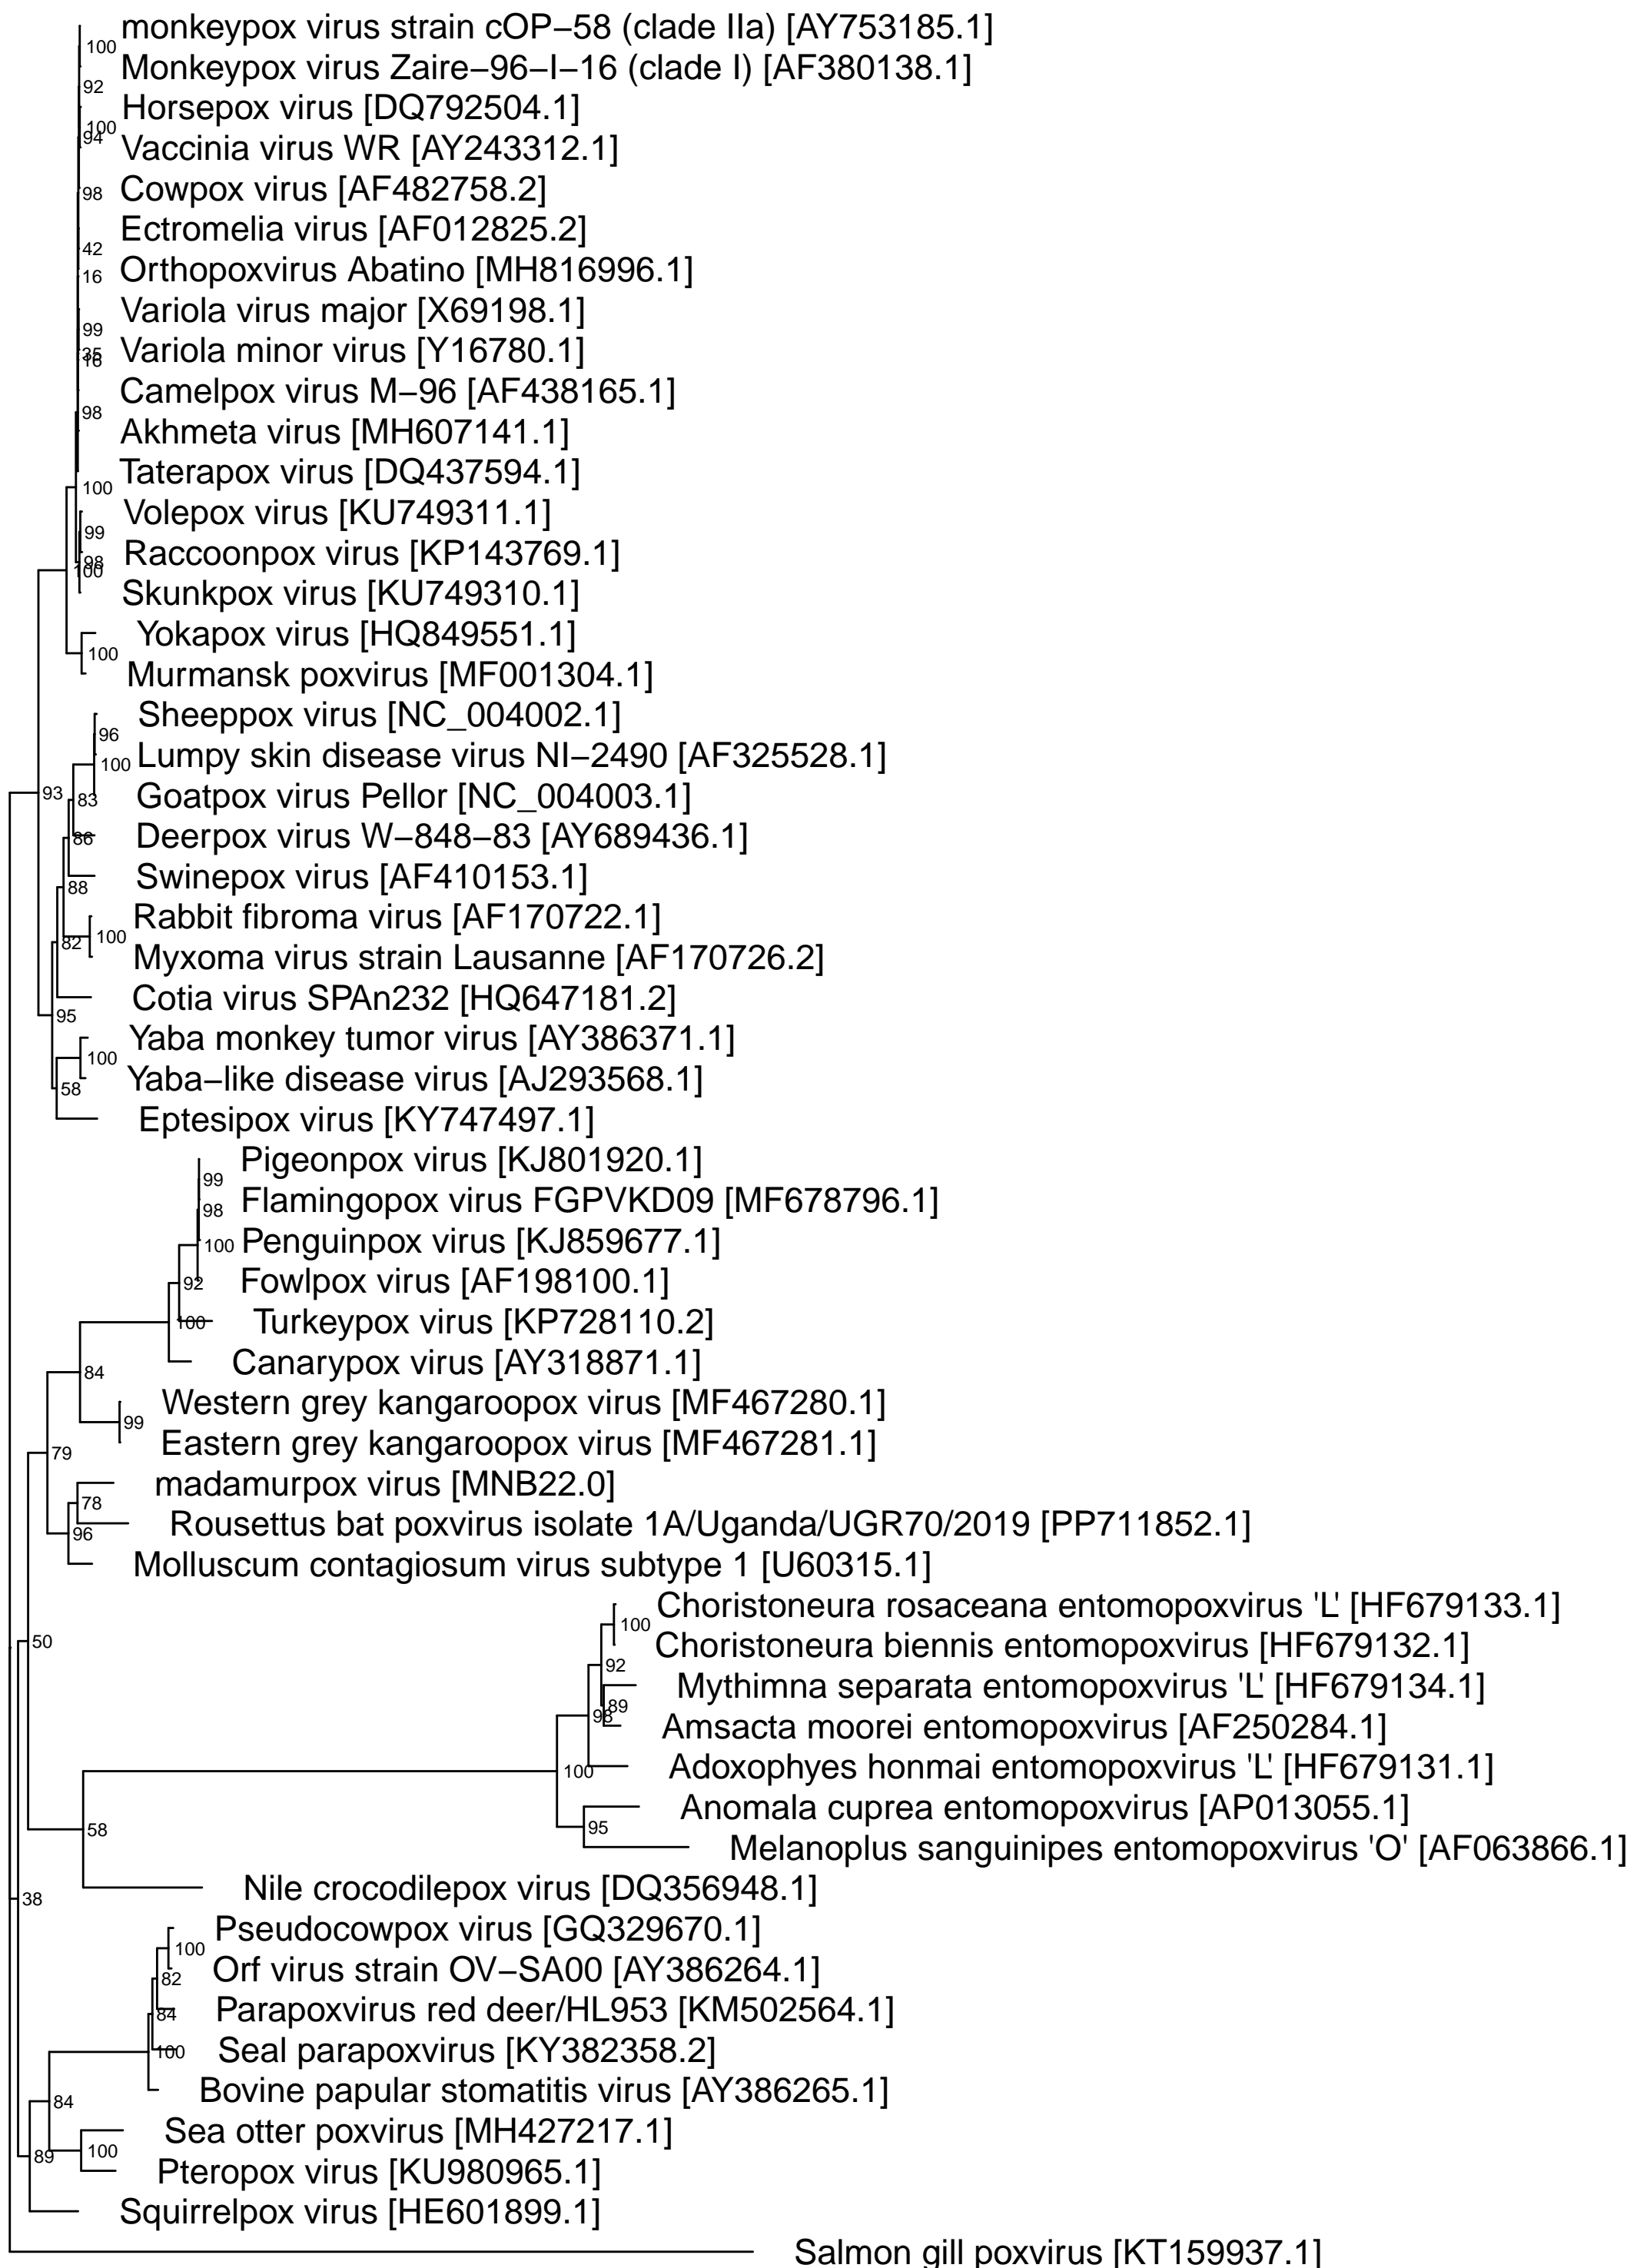 monkeypox virus strain cOP−58 (clade IIa) [AY753185.1]
100
Monkeypox virus Zaire−96−I−16 (clade I) [AF380138.1]
92
Horsepox virus [DQ792504.1]
100
94
Vaccinia virus WR [AY243312.1]
98
Cowpox virus [AF482758.2]
Ectromelia virus [AF012825.2]
42
16
Orthopoxvirus Abatino [MH816996.1]
Variola virus major [X69198.1]
99
Variola minor virus [Y16780.1]
35
16
Camelpox virus M−96 [AF438165.1]
98
Akhmeta virus [MH607141.1]
Taterapox virus [DQ437594.1]
100
Volepox virus [KU749311.1]
99
Raccoonpox virus [KP143769.1]
98
100
Skunkpox virus [KU749310.1]
Yokapox virus [HQ849551.1]
100
Murmansk poxvirus [MF001304.1]
Sheeppox virus [NC_004002.1]
96
Lumpy skin disease virus NI−2490 [AF325528.1]
100
93
83
Goatpox virus Pellor [NC_004003.1]
Deerpox virus W−848−83 [AY689436.1]
86
Swinepox virus [AF410153.1]
88
Rabbit fibroma virus [AF170722.1]
82
100
Myxoma virus strain Lausanne [AF170726.2]
Cotia virus SPAn232 [HQ647181.2]
95
Yaba monkey tumor virus [AY386371.1]
100
Yaba−like disease virus [AJ293568.1]
58
Eptesipox virus [KY747497.1]
Pigeonpox virus [KJ801920.1]
99
Flamingopox virus FGPVKD09 [MF678796.1]
98
Penguinpox virus [KJ859677.1]
100
Fowlpox virus [AF198100.1]
92
Turkeypox virus [KP728110.2]
100
Canarypox virus [AY318871.1]
84
Western grey kangaroopox virus [MF467280.1]
99
Eastern grey kangaroopox virus [MF467281.1]
79
madamurpox virus [MNB22.0]
78
Rousettus bat poxvirus isolate 1A/Uganda/UGR70/2019 [PP711852.1]
96
Molluscum contagiosum virus subtype 1 [U60315.1]
Choristoneura rosaceana entomopoxvirus 'L' [HF679133.1]
100
Choristoneura biennis entomopoxvirus [HF679132.1]
50
92
Mythimna separata entomopoxvirus 'L' [HF679134.1]
89
98
Amsacta moorei entomopoxvirus [AF250284.1]
Adoxophyes honmai entomopoxvirus 'L' [HF679131.1]
100
Anomala cuprea entomopoxvirus [AP013055.1]
58
95
Melanoplus sanguinipes entomopoxvirus 'O' [AF063866.1]
Nile crocodilepox virus [DQ356948.1]
38
Pseudocowpox virus [GQ329670.1]
100
Orf virus strain OV−SA00 [AY386264.1]
82
Parapoxvirus red deer/HL953 [KM502564.1]
84
Seal parapoxvirus [KY382358.2]
100
Bovine papular stomatitis virus [AY386265.1]
84
Sea otter poxvirus [MH427217.1]
89
100
Pteropox virus [KU980965.1]
Squirrelpox virus [HE601899.1]
Salmon gill poxvirus [KT159937.1]